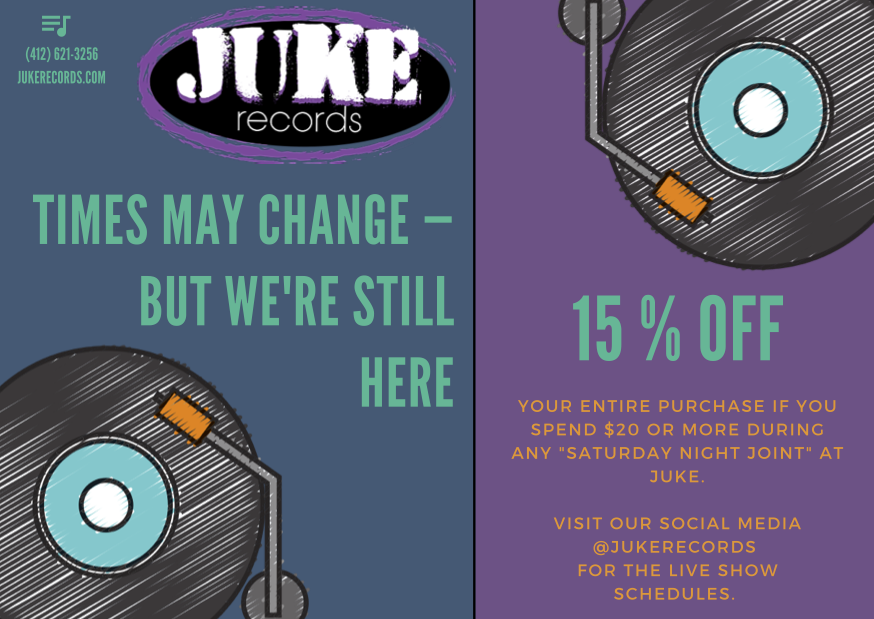 (412) 621-3256
JUKERECORDS.COM
JUKE
records
TIMES MAY CHANGE –
BUT WE'RE STILL
HERE
15 % OFF
YOUR ENTIRE PURCHASE IF YOU
SPEND $20 OR MORE DURING
ANY "SATURDAY NIGHT JOINT" AT
JUKE.
VISIT OUR SOCIAL MEDIA
@JUKERECORDS
FOR THE LIVE SHOW
SCHEDULES.